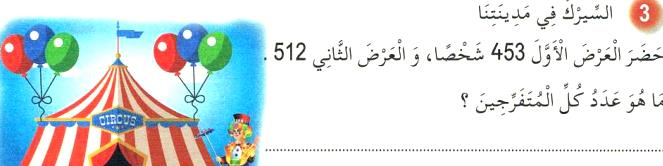 3 السِّيرْكُ فِي مَدِينَتِنَا
حَضَرَ الْعَرْضَ الْأَوَّلَ 453 شَخْصًا، وَ الْعَرْضَ الثَّانِي 512 .
مَا هُوَ عَدَدُ كُلِّ الْمُتَفَرِّجِينَ ؟
CIRCUS